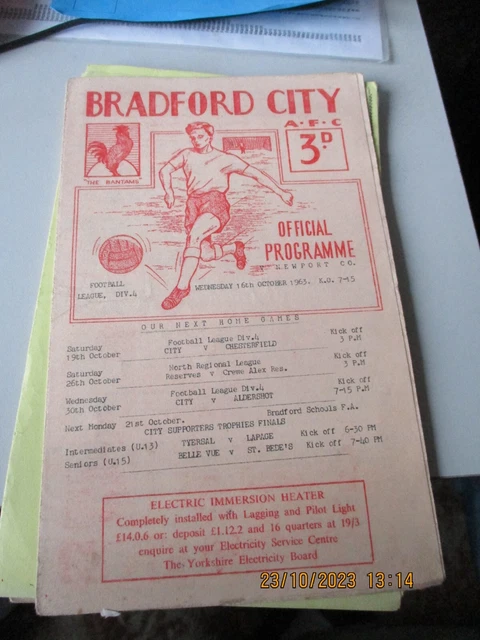 BRADFORD CITY
A·F·C
3D
"THE BANTAMS"
OFFICIAL
PROGRAMME
v NEWPORT CO.
FOOTBALL
LEAGUE, DIV.4
WEDNESDAY 16th OCTOBER 1963. K.O. 7-15
OUR NEXT HOME GAMES
Saturday
19th October
Football League Div.4
CITY v CHESTERFIELD
Kick off
3 P.M
Saturday
26th October
North Regional League
Reserves v Crewe Alex Res.
Kick off
3 P.M
Wednesday
30th October
Football League Div.4
CITY v ALDERSHOT
Kick off
7-15 P.M
Next Monday 21st October. Bradford Schools F.A.
CITY SUPPORTERS TROPHIES FINALS
Intermediates (U.13) TYERSAL v LAPAGE Kick off 6-30 PM
Seniors (U.15) BELLE VUE v ST. BEDE'S Kick off 7-40 PM
ELECTRIC IMMERSION HEATER
Completely installed with Lagging and Pilot Light
£14.0.6 or: deposit £1.12.2 and 16 quarters at 19/3
enquire at your Electricity Service Centre
The Yorkshire Electricity Board
23/10/2023 13:14